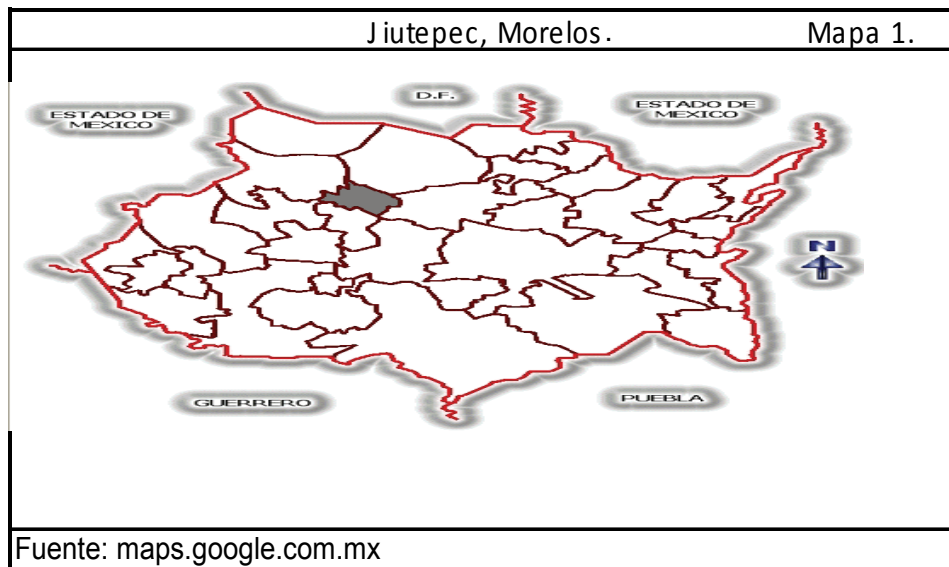 Jiutepec, Morelos. Mapa 1.
D.F.
ESTADO DE
MEXICO
ESTADO DE
MEXICO
N
GUERRERO
PUEBLA
Fuente: maps.google.com.mx